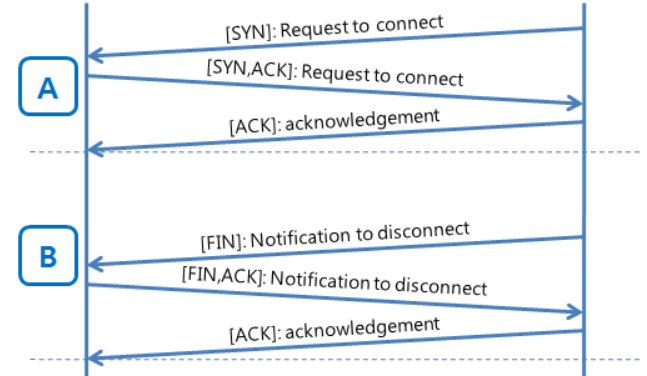 [SYN]: Request to connect
A
[SYN,ACK]: Request to connect
[ACK]: acknowledgement
B
[FIN]: Notification to disconnect
[FIN,ACK]: Notification to disconnect
[ACK]: acknowledgement